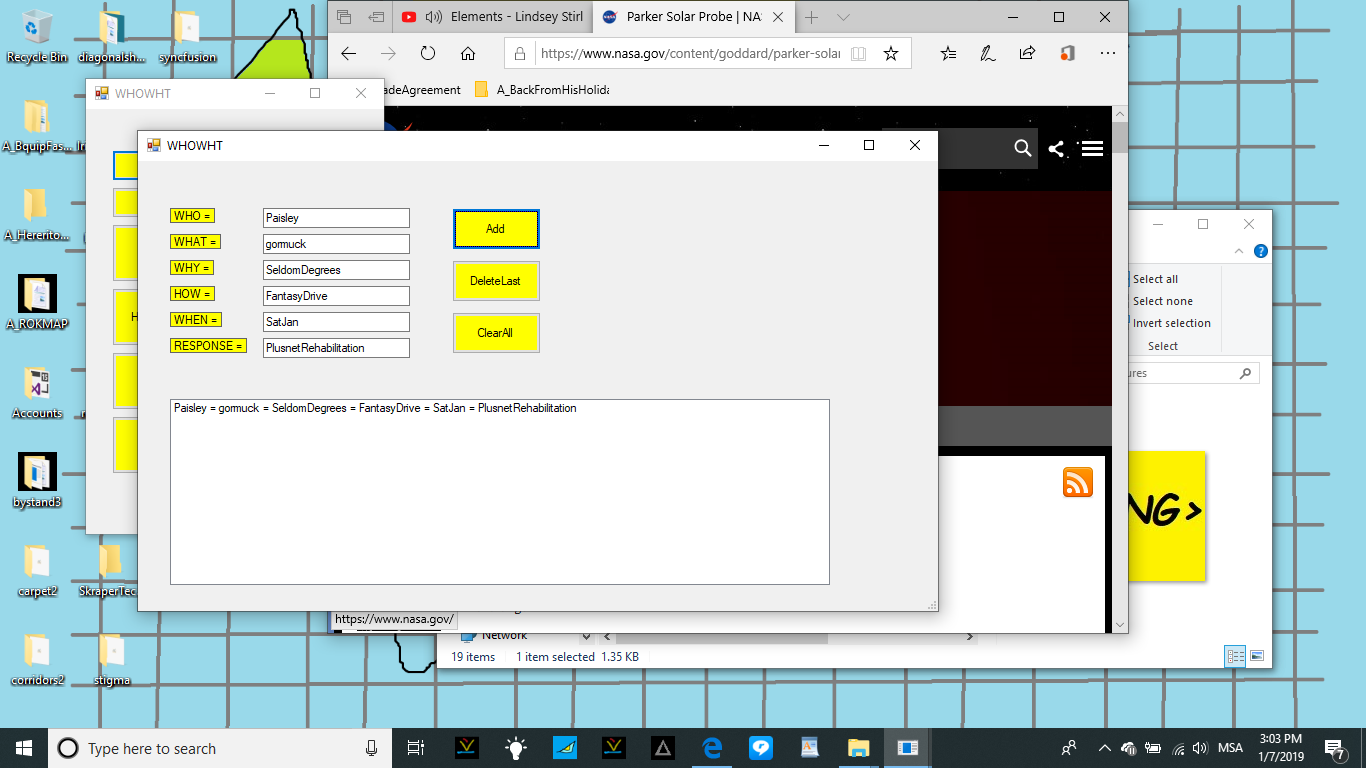 Elements - Lindsey Stirl
Parker Solar Probe | NA
https://www.nasa.gov/content/goddard/parker-solar
adeAgreement
A_BackFromHisHolida
Recycle Bin
diagonalsh...
syncfusion
A_BquipFas...
A_Hererito...
A_ROKMAP
Accounts
bystand3
carpet2
SkraperTec
corridors2
stigma
WHOWHT
H
WHOWHT
WHO = Paisley
WHAT = gormuck
WHY = SeldomDegrees
HOW = FantasyDrive
WHEN = SatJan
RESPONSE = PlusnetRehabilitation
Add
DeleteLast
ClearAll
Paisley = gormuck = SeldomDegrees = FantasyDrive = SatJan = PlusnetRehabilitation
Select all
Select none
Invert selection
Select
ures
NG>
https://www.nasa.gov/
Network
19 items 1 item selected 1.35 KB
Type here to search
MSA
3:03 PM
1/7/2019
7